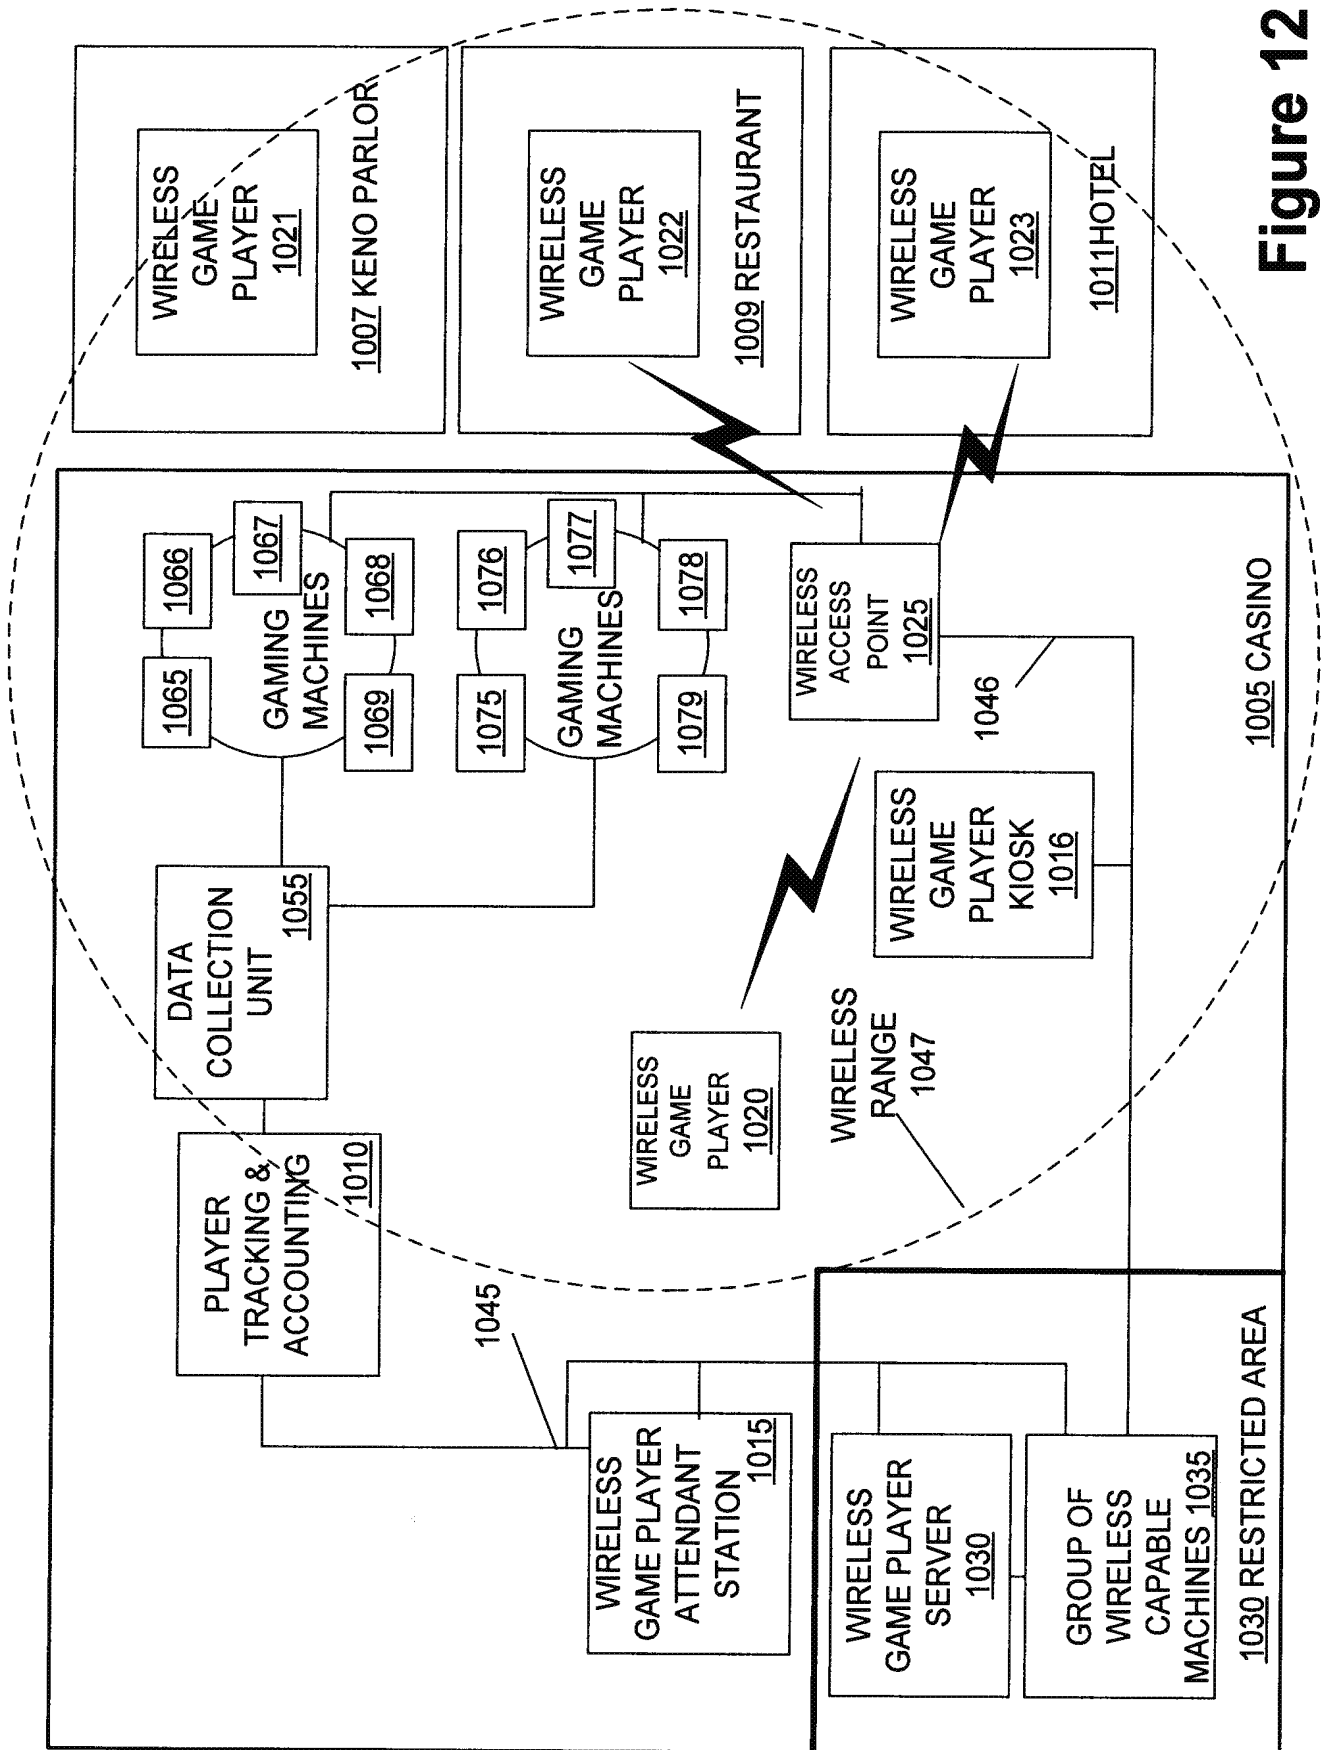 WIRELESS
GAME
PLAYER
1021
1007 KENO PARLOR
WIRELESS
GAME
PLAYER
1022
1009 RESTAURANT
WIRELESS
GAME
PLAYER
1023
1011HOTEL
1065
1066
1067
1068
1069
GAMING
MACHINES
1075
1076
1077
1078
1079
GAMING
MACHINES
WIRELESS
ACCESS
POINT
1025
1046
DATA
COLLECTION
UNIT
1055
WIRELESS
GAME
PLAYER
KIOSK
1016
1005 CASINO
PLAYER
TRACKING &
ACCOUNTING
1010
WIRELESS
GAME
PLAYER
1020
WIRELESS
RANGE
1047
1045
WIRELESS
GAME PLAYER
ATTENDANT
STATION
1015
WIRELESS
GAME PLAYER
SERVER
1030
GROUP OF
WIRELESS
CAPABLE
MACHINES 1035
1030 RESTRICTED AREA
Figure 12